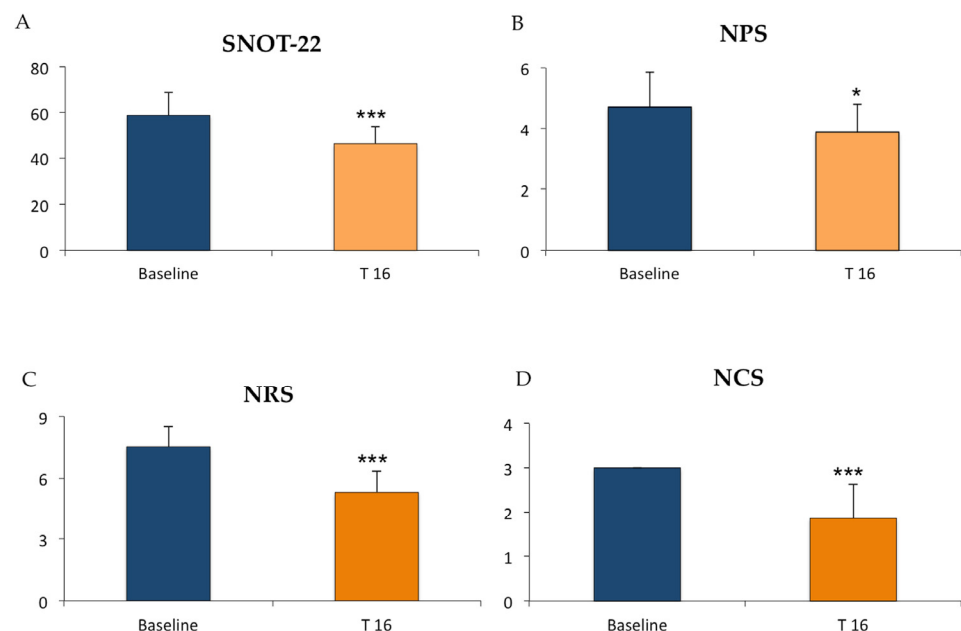 A
SNOT-22
80
60
40
20
0
***
Baseline
T 16
B
NPS
6
4
2
0
*
Baseline
T 16
C
NRS
9
6
3
0
***
Baseline
T 16
D
NCS
4
3
2
1
0
***
Baseline
T 16